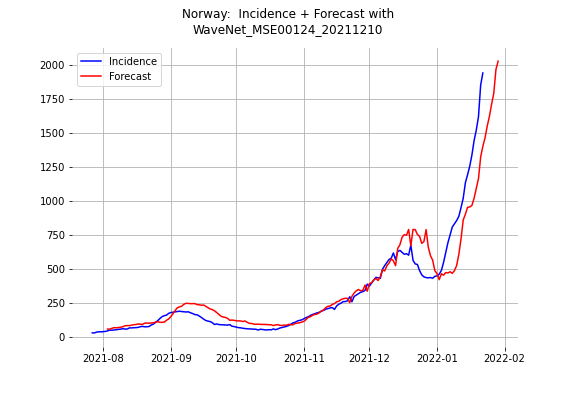 Norway:  Incidence + Forecast with
WaveNet_MSE00124_20211210
Incidence
Forecast
2000
1750
1500
1250
1000
750
500
250
0
2021-08 2021-09 2021-10 2021-11 2021-12 2022-01 2022-02